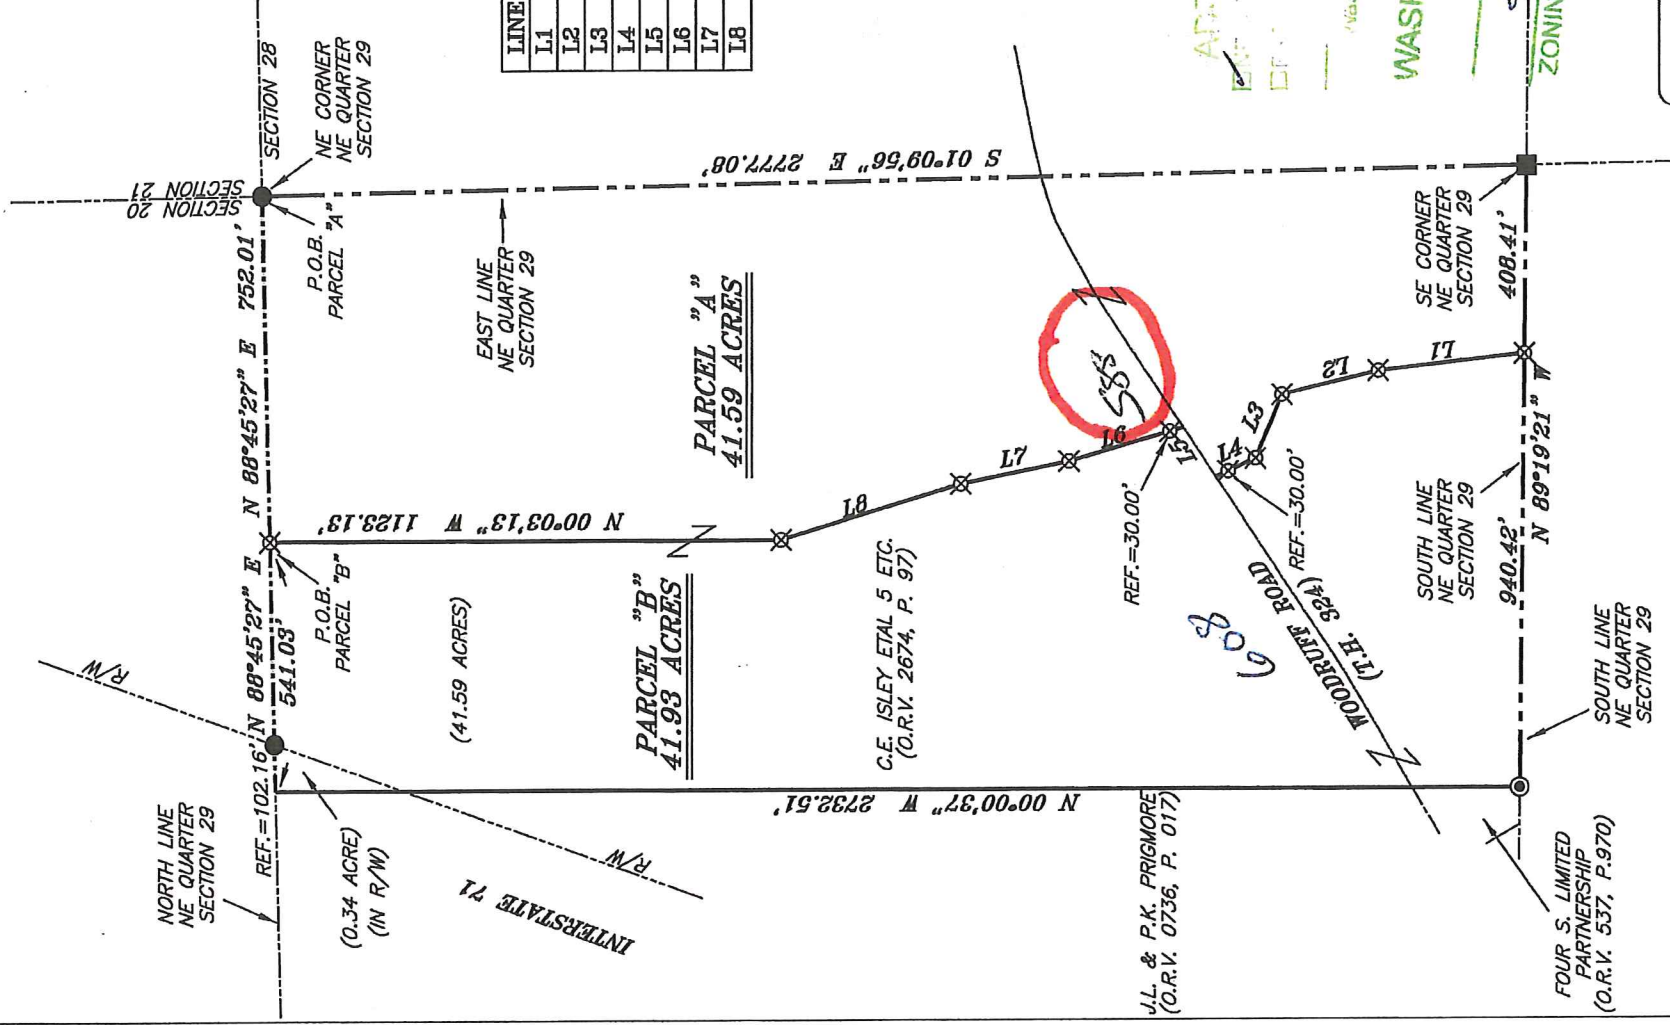 SECTION 20
SECTION 21
SECTION 28
NE CORNER
NE QUARTER
SECTION 29
LINE
L1
L2
L3
L4
L5
L6
L7
L8
N 88°45'27" E 752.01'
P.O.B.
PARCEL "A"
EAST LINE
NE QUARTER
SECTION 29
S 01°09'56" E 2777.08'
PARCEL "A"
41.59 ACRES
N 88°45'27" E
541.03'
P.O.B.
PARCEL "B"
R/W
REF.=102.16'
NORTH LINE
NE QUARTER
SECTION 29
(0.34 ACRE)
(IN R/W)
R/W
INTERSTATE 71
(41.59 ACRES)
PARCEL "B"
41.93 ACRES
N 00°03'13" W 1123.13'
L8
L7
L6
L5
L4
L3
L2
L1
C.E. ISLEY ETAL 5 ETC.
(O.R.V. 2674, P. 97)
N 00°00'37" W 2732.51'
J.L. & P.K. PRIGMORE
(O.R.V. 0736, P. 017)
REF.=30.00'
REF.=30.00'
585
608
WOODRUFF ROAD
(T.H. 324)
SOUTH LINE
NE QUARTER
SECTION 29
SE CORNER
NE QUARTER
SECTION 29
408.41'
940.42'
N 89°19'21" W
SOUTH LINE
NE QUARTER
SECTION 29
FOUR S. LIMITED
PARTNERSHIP
(O.R.V. 537, P.970)
WASH
ZONIN